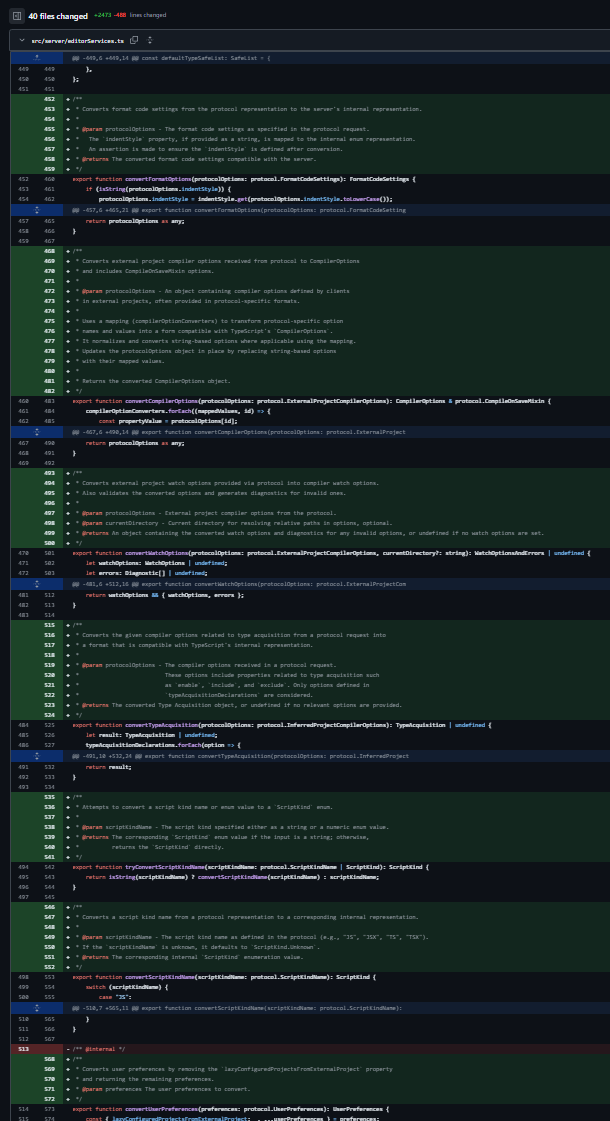 40 files changed +2473 -488 lines changed
src/server/editorServices.ts
@@ -449,6 +449,14 @@ const defaultTypeSafeList: SafeList = {
449 449 },
450 450 };
451 451
452 + /**
453 + * Converts format code settings from the protocol representation to the server's internal representation.
454 + *
455 + * @param protocolOptions - The format code settings as specified in the protocol request.
456 + * The `indentStyle` property, if provided as a string, is mapped to the internal enum representation.
457 + * An assertion is made to ensure the `indentStyle` is defined after conversion.
458 + * @returns The converted format code settings compatible with the server.
459 + */
452 460 export function convertFormatOptions(protocolOptions: protocol.FormatCodeSettings): FormatCodeSettings {
453 461 if (isString(protocolOptions.indentStyle)) {
454 462 protocolOptions.indentStyle = indentStyle.get(protocolOptions.indentStyle.toLowerCase());
@@ -457,6 +465,21 @@ export function convertFormatOptions(protocolOptions: protocol.FormatCodeSetting
457 465 return protocolOptions as any;
458 466 }
459 467
468 + /**
469 + * Converts external project compiler options received from protocol to CompilerOptions
470 + * and includes CompileOnSaveMixin options.
471 + *
472 + * @param protocolOptions - An object containing compiler options defined by clients
473 + * in external projects, often provided in protocol-specific formats.
474 + *
475 + * Uses a mapping (compilerOptionConverters) to transform protocol-specific option
476 + * names and values into a form compatible with TypeScript's `CompilerOptions`.
477 + * It normalizes and converts string-based options where applicable using the mapping.
478 + * Updates the protocolOptions object in place by replacing string-based options
479 + * with their mapped values.
480 + *
481 + * Returns the converted CompilerOptions object.
482 + */
460 483 export function convertCompilerOptions(protocolOptions: protocol.ExternalProjectCompilerOptions): CompilerOptions & protocol.CompileOnSaveMixin {
461 484 compilerOptionConverters.forEach((mappedValues, id) => {
462 485 const propertyValue = protocolOptions[id];
@@ -467,6 +490,14 @@ export function convertCompilerOptions(protocolOptions: protocol.ExternalProject
467 490 return protocolOptions as any;
468 491 }
469 492
493 + /**
494 + * Converts external project watch options provided via protocol into compiler watch options.
495 + * Also validates the converted options and generates diagnostics for invalid ones.
496 + *
497 + * @param protocolOptions - External project compiler options from the protocol.
498 + * @param currentDirectory - Current directory for resolving relative paths in options, optional.
499 + * @returns An object containing the converted watch options and diagnostics for any invalid options, or undefined if no watch options are set.
500 + */
470 501 export function convertWatchOptions(protocolOptions: protocol.ExternalProjectCompilerOptions, currentDirectory?: string): WatchOptionsAndErrors | undefined {
471 502 let watchOptions: WatchOptions | undefined;
472 503 let errors: Diagnostic[] | undefined;
@@ -481,6 +512,16 @@ export function convertWatchOptions(protocolOptions: protocol.ExternalProjectCom
481 512 return watchOptions && { watchOptions, errors };
482 513 }
483 514
515 + /**
516 + * Converts the given compiler options related to type acquisition from a protocol request into
517 + * a format that is compatible with TypeScript's internal representation.
518 + *
519 + * @param protocolOptions - The compiler options received in a protocol request.
520 + * These options include properties related to type acquisition such
521 + * as `enable`, `include`, and `exclude`. Only options defined in
522 + * `typeAcquisitionDeclarations` are considered.
523 + * @returns The converted Type Acquisition object, or undefined if no relevant options are provided.
524 + */
484 525 export function convertTypeAcquisition(protocolOptions: protocol.InferredProjectCompilerOptions): TypeAcquisition | undefined {
485 526 let result: TypeAcquisition | undefined;
486 527 typeAcquisitionDeclarations.forEach(option => {
@@ -491,10 +532,24 @@ export function convertTypeAcquisition(protocolOptions: protocol.InferredProject
491 532 return result;
492 533 }
493 534
535 + /**
536 + * Attempts to convert a script kind name or enum value to a `ScriptKind` enum.
537 + *
538 + * @param scriptKindName - The script kind specified either as a string or a numeric enum value.
539 + * @returns The corresponding `ScriptKind` enum value if the input is a string; otherwise,
540 + * returns the `ScriptKind` directly.
541 + */
494 542 export function tryConvertScriptKindName(scriptKindName: protocol.ScriptKindName | ScriptKind): ScriptKind {
495 543 return isString(scriptKindName) ? convertScriptKindName(scriptKindName) : scriptKindName;
496 544 }
497 545
546 + /**
547 + * Converts a script kind name from a protocol representation to a corresponding internal representation.
548 + *
549 + * @param scriptKindName - The script kind name as defined in the protocol (e.g., "JS", "JSX", "TS", "TSX").
550 + * If the `scriptKindName` is unknown, it defaults to `ScriptKind.Unknown`.
551 + * @returns The corresponding internal `ScriptKind` enumeration value.
552 + */
498 553 export function convertScriptKindName(scriptKindName: protocol.ScriptKindName): ScriptKind {
499 554 switch (scriptKindName) {
500 555 case "JS":
@@ -510,7 +565,11 @@ export function convertScriptKindName(scriptKindName: protocol.ScriptKindName):
510 565 }
511 566 }
512 567
513 - /** @internal */
568 + /**
569 + * Converts user preferences by removing the `lazyConfiguredProjectsFromExternalProject` property
570 + * and returning the remaining preferences.
571 + * @param preferences The user preferences to convert.
572 + */
514 573 export function convertUserPreferences(preferences: protocol.UserPreferences): UserPreferences {
515 574 const { lazyConfiguredProjectsFromExternalProject, ...userPreferences } = preferences;